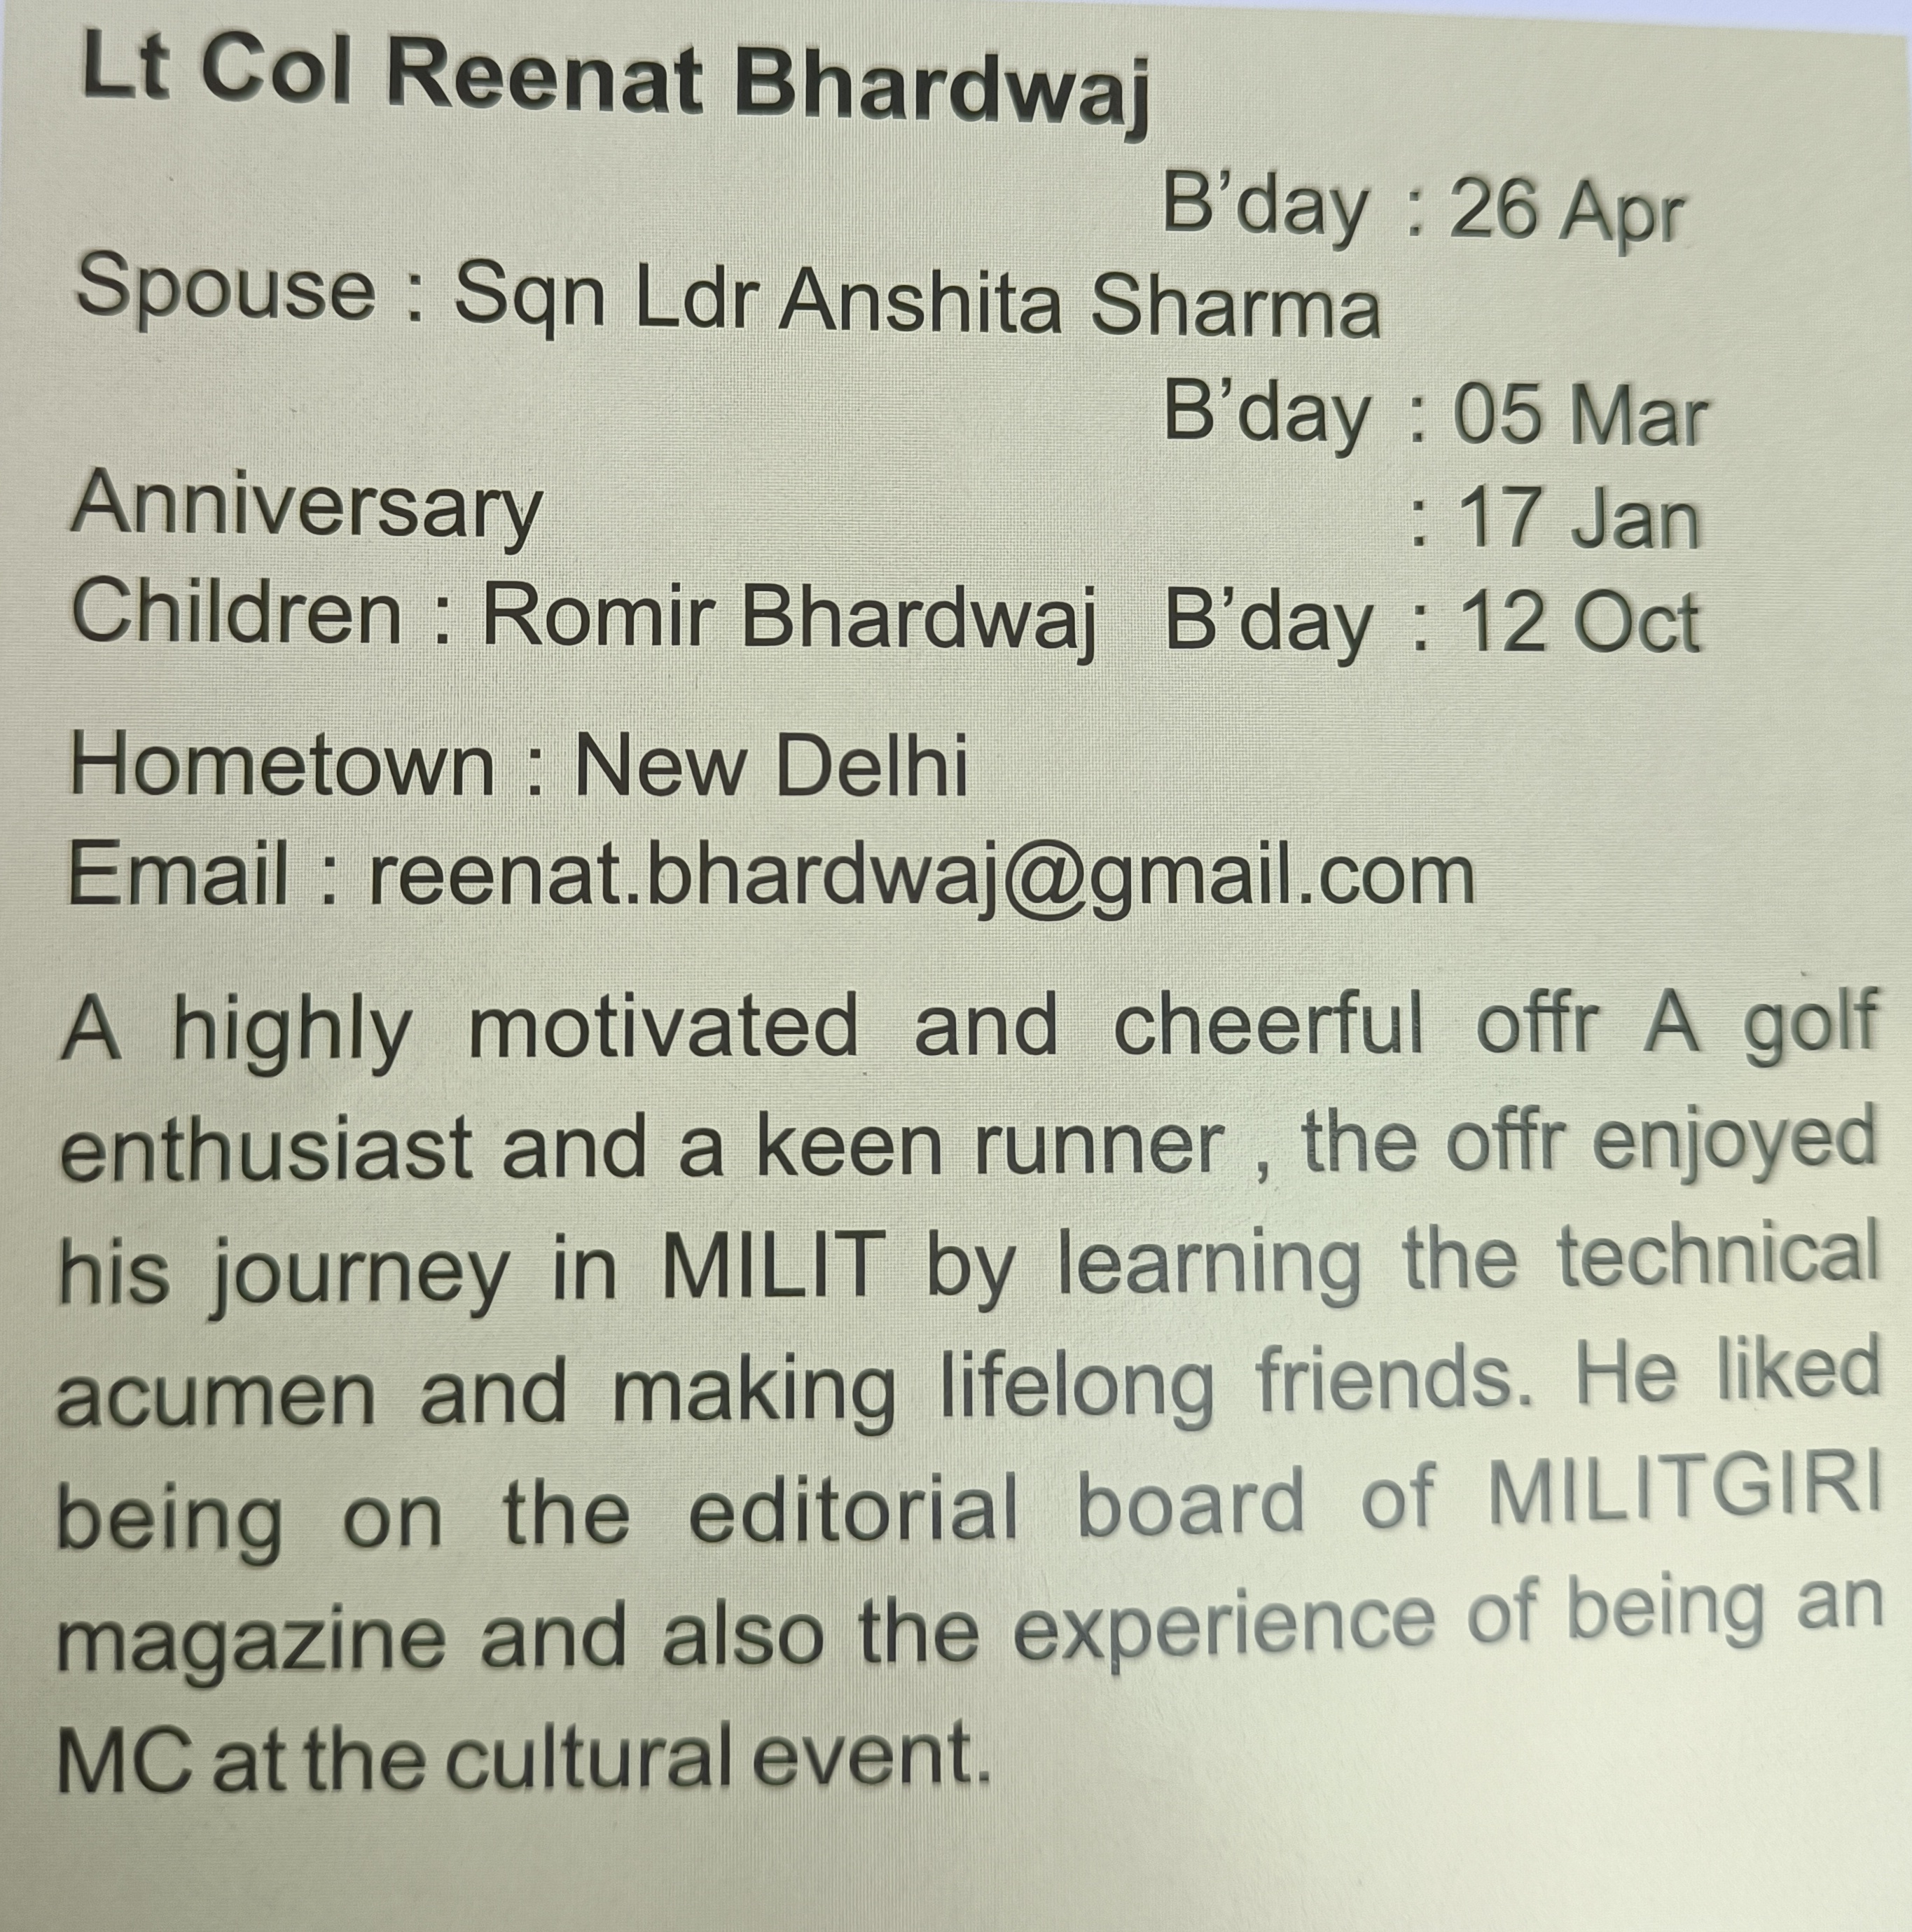 Lt Col Reenat Bhardwaj
B’day : 26 Apr
Spouse : Sqn Ldr Anshita Sharma
B’day : 05 Mar
Anniversary : 17 Jan
Children : Romir Bhardwaj B’day : 12 Oct
Hometown : New Delhi
Email : reenat.bhardwaj@gmail.com
A highly motivated and cheerful offr A golf
enthusiast and a keen runner , the offr enjoyed
his journey in MILIT by learning the technical
acumen and making lifelong friends. He liked
being on the editorial board of MILITGIRI
magazine and also the experience of being an
MC at the cultural event.